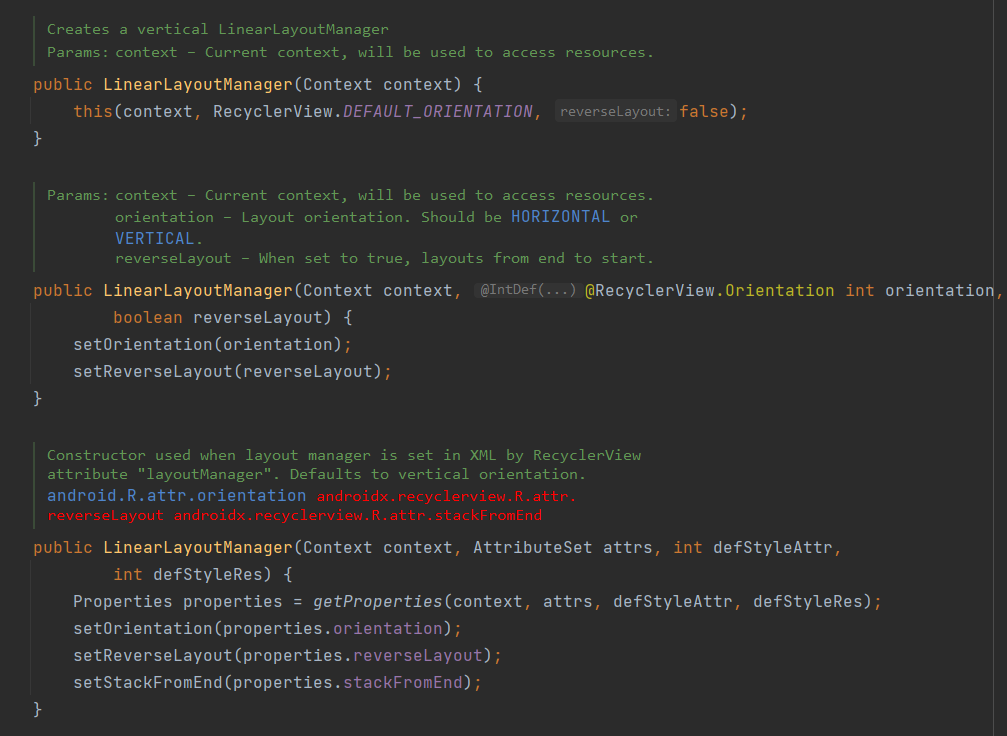 Creates a vertical LinearLayoutManager
Params: context – Current context, will be used to access resources.
public LinearLayoutManager(Context context) {
this(context, RecyclerView.DEFAULT_ORIENTATION, reverseLayout: false);
}
Params: context – Current context, will be used to access resources.
orientation – Layout orientation. Should be HORIZONTAL or
VERTICAL.
reverseLayout – When set to true, layouts from end to start.
public LinearLayoutManager(Context context, @IntDef(...) @RecyclerView.Orientation int orientation,
boolean reverseLayout) {
setOrientation(orientation);
setReverseLayout(reverseLayout);
}
Constructor used when layout manager is set in XML by RecyclerView
attribute "layoutManager". Defaults to vertical orientation.
android.R.attr.orientation androidx.recyclerview.R.attr.
reverseLayout androidx.recyclerview.R.attr.stackFromEnd
public LinearLayoutManager(Context context, AttributeSet attrs, int defStyleAttr,
int defStyleRes) {
Properties properties = getProperties(context, attrs, defStyleAttr, defStyleRes);
setOrientation(properties.orientation);
setReverseLayout(properties.reverseLayout);
setStackFromEnd(properties.stackFromEnd);
}